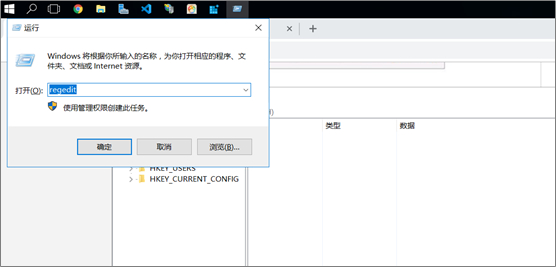 运行
Windows 将根据你所输入的名称，为你打开相应的程序、文
件夹、文档或 Internet 资源。
打开(O):
regedit
使用管理权限创建此任务。
确定
取消
浏览(B)...
类型
数据
HKEY_USERS
HKEY_CURRENT_CONFIG